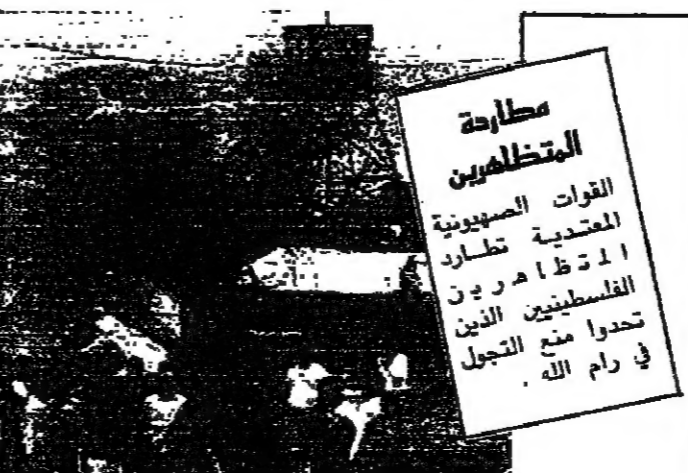 مطاردة
المتظاهرين
القوات الصهيونية
المعتدية تطارد
المتظاهرين
الفلسطينيين الذين
تحدوا منع التجول
في رام الله .